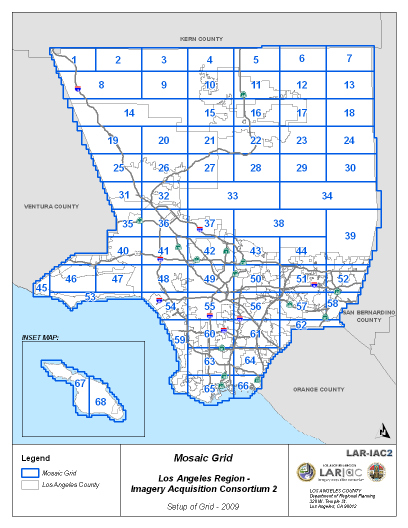 KERN COUNTY
1 2 3 4 5 6 7
8 9 10 11 12 13
14 15 16 17 18
19 20 21 22 23 24
25 26 27 28 29 30
31 32 33 34
VENTURA COUNTY
35 36 37 38 39
40 41 42 43 44
45 46 47 48 49 50 51 52
53 54 55 56 57 58
SAN BERNARDINO
COUNTY
59 60 61 62
INSET MAP:
63 64
ORANGE COUNTY
65 66
67 68
LAR-IAC2
Legend
Mosaic Grid
Los Angeles County
Mosaic Grid
Los Angeles Region -
Imagery Acquisition Consortium 2
Setup of Grid - 2009
LARIAC
LOS ANGELES COUNTY
Department of Regional Planning
320 W. Temple St.
Los Angeles, CA 90012